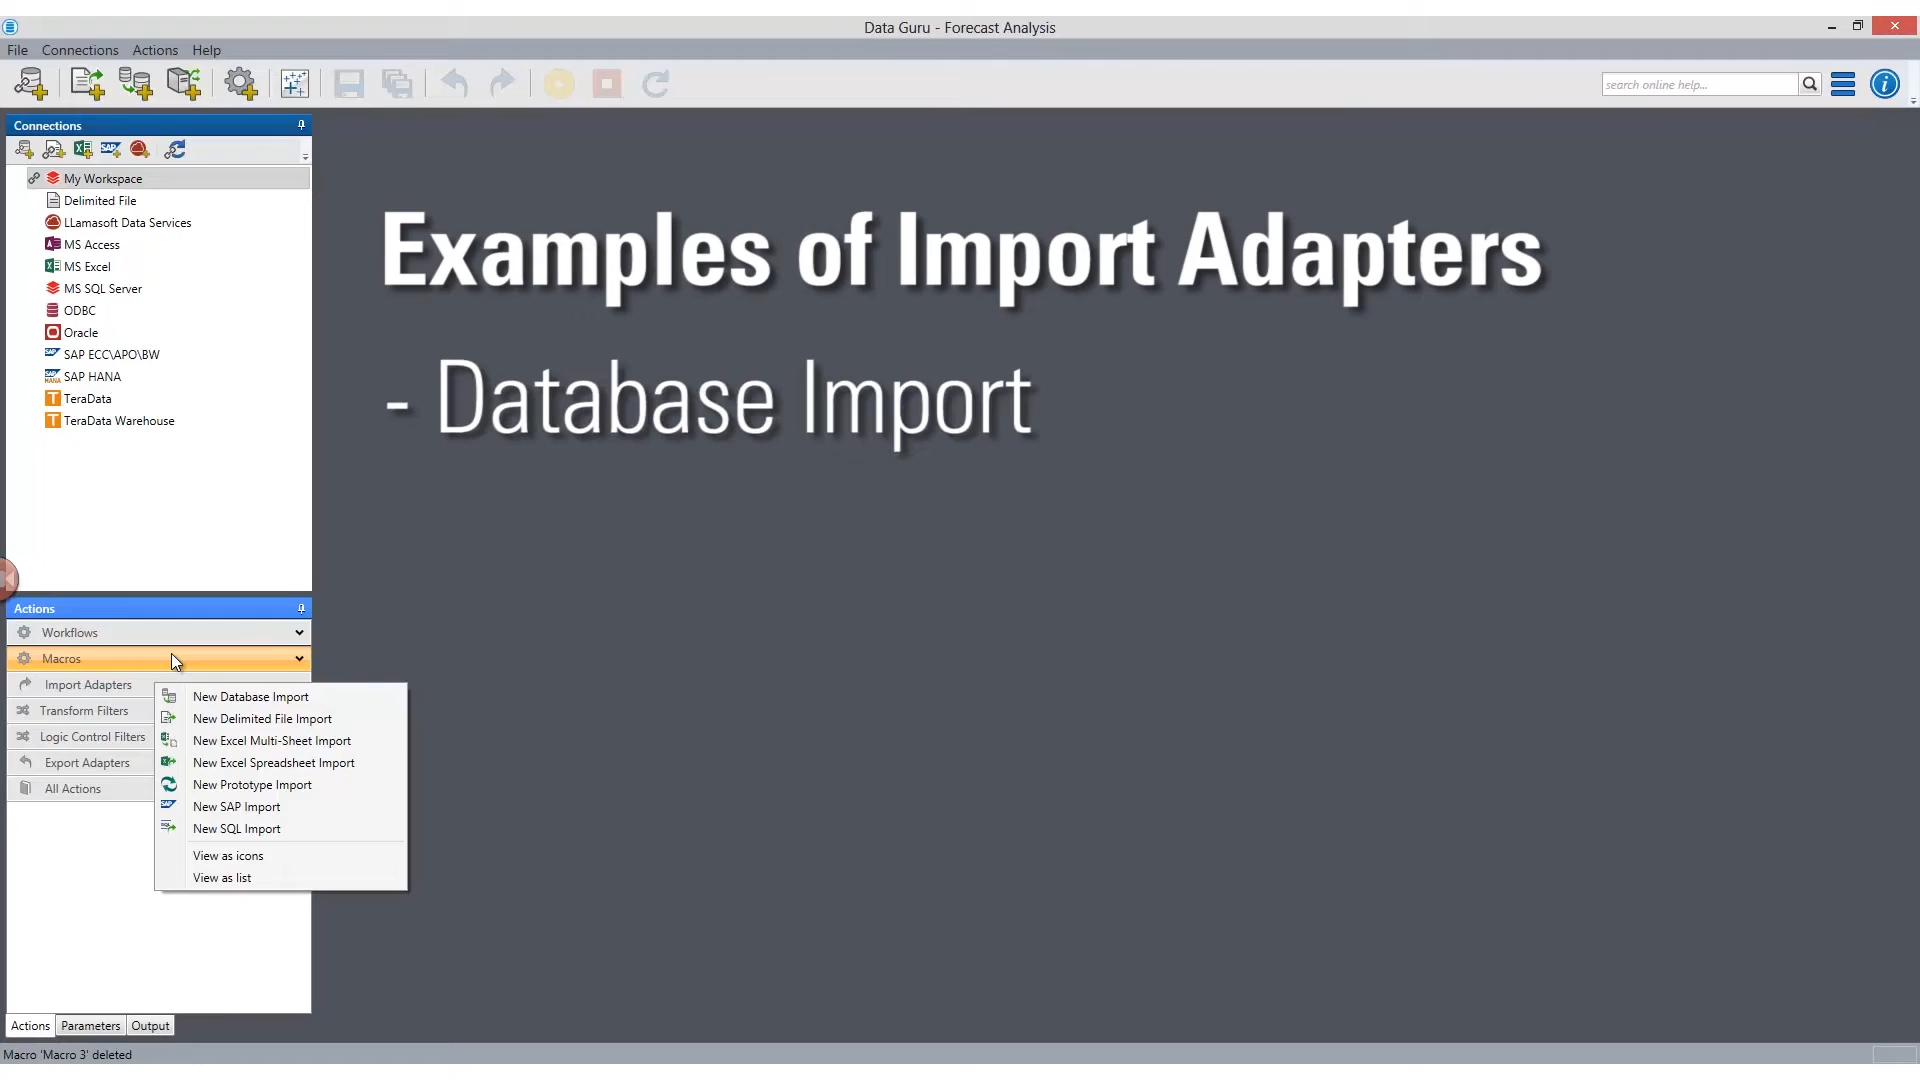 Data Guru - Forecast Analysis
File Connections Actions Help
search online help...
Connections
My Workspace
Delimited File
LLamasoft Data Services
MS Access
MS Excel
MS SQL Server
ODBC
Oracle
SAP ECC\APO\BW
SAP HANA
TeraData
TeraData Warehouse
Examples of Import Adapters
- Database Import
Actions
Workflows
Macros
Import Adapters
Transform Filters
Logic Control Filters
Export Adapters
All Actions
New Database Import
New Delimited File Import
New Excel Multi-Sheet Import
New Excel Spreadsheet Import
New Prototype Import
New SAP Import
New SQL Import
View as icons
View as list
Actions Parameters Output
Macro 'Macro 3' deleted